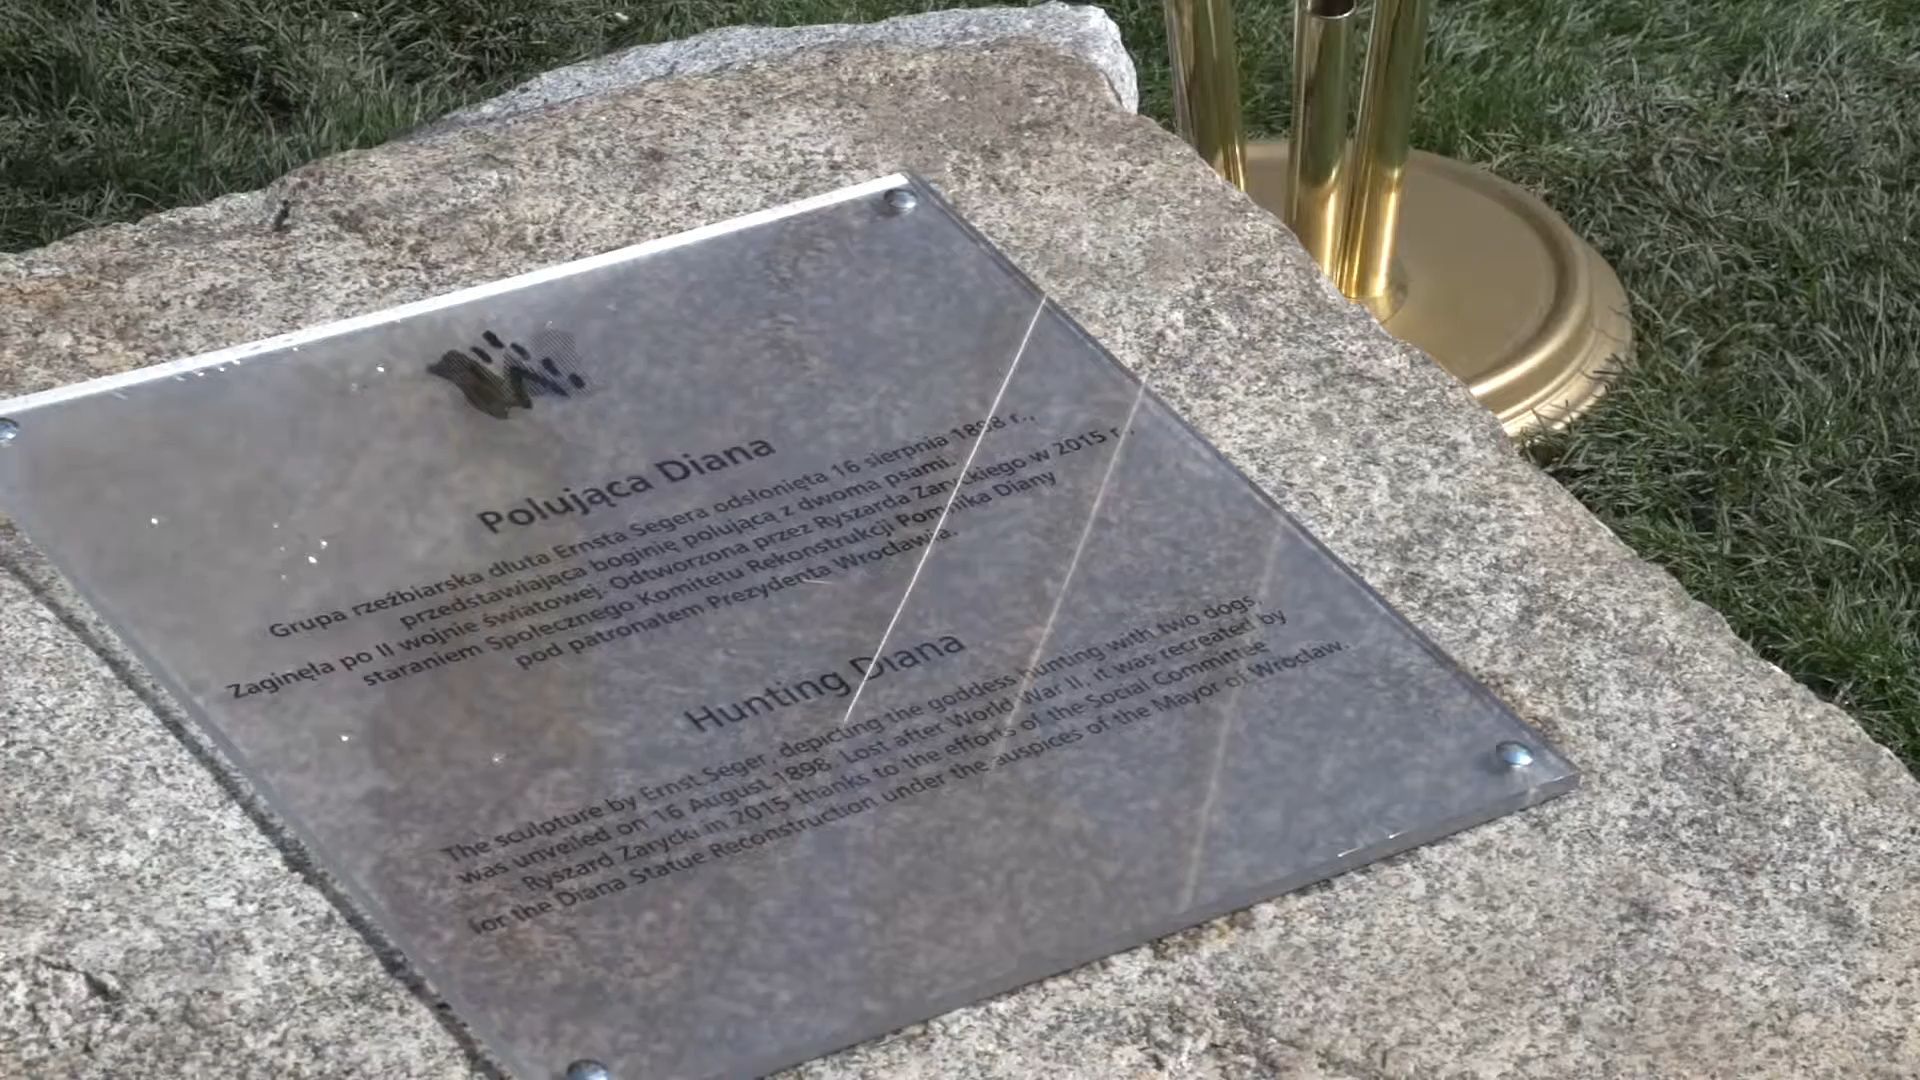 Polująca Diana
Grupa rzeźbiarska dłuta Ernsta Segera odsłonięta 16 sierpnia 1898 r.,
przedstawiająca boginię polującą z dwoma psami.
Zaginęła po II wojnie światowej. Odtworzona przez Ryszarda Zaryckiego w 2015 r.,
staraniem Społecznego Komitetu Rekonstrukcji Pomnika Diany
pod patronatem Prezydenta Wrocławia.
Hunting Diana
The sculpture by Ernst Seger, depicting the goddess hunting with two dogs,
was unveiled on 16 August 1898. Lost after World War II, it was recreated by
Ryszard Zarycki in 2015 thanks to the efforts of the Social Committee
for the Diana Statue Reconstruction under the auspices of the Mayor of Wrocław.